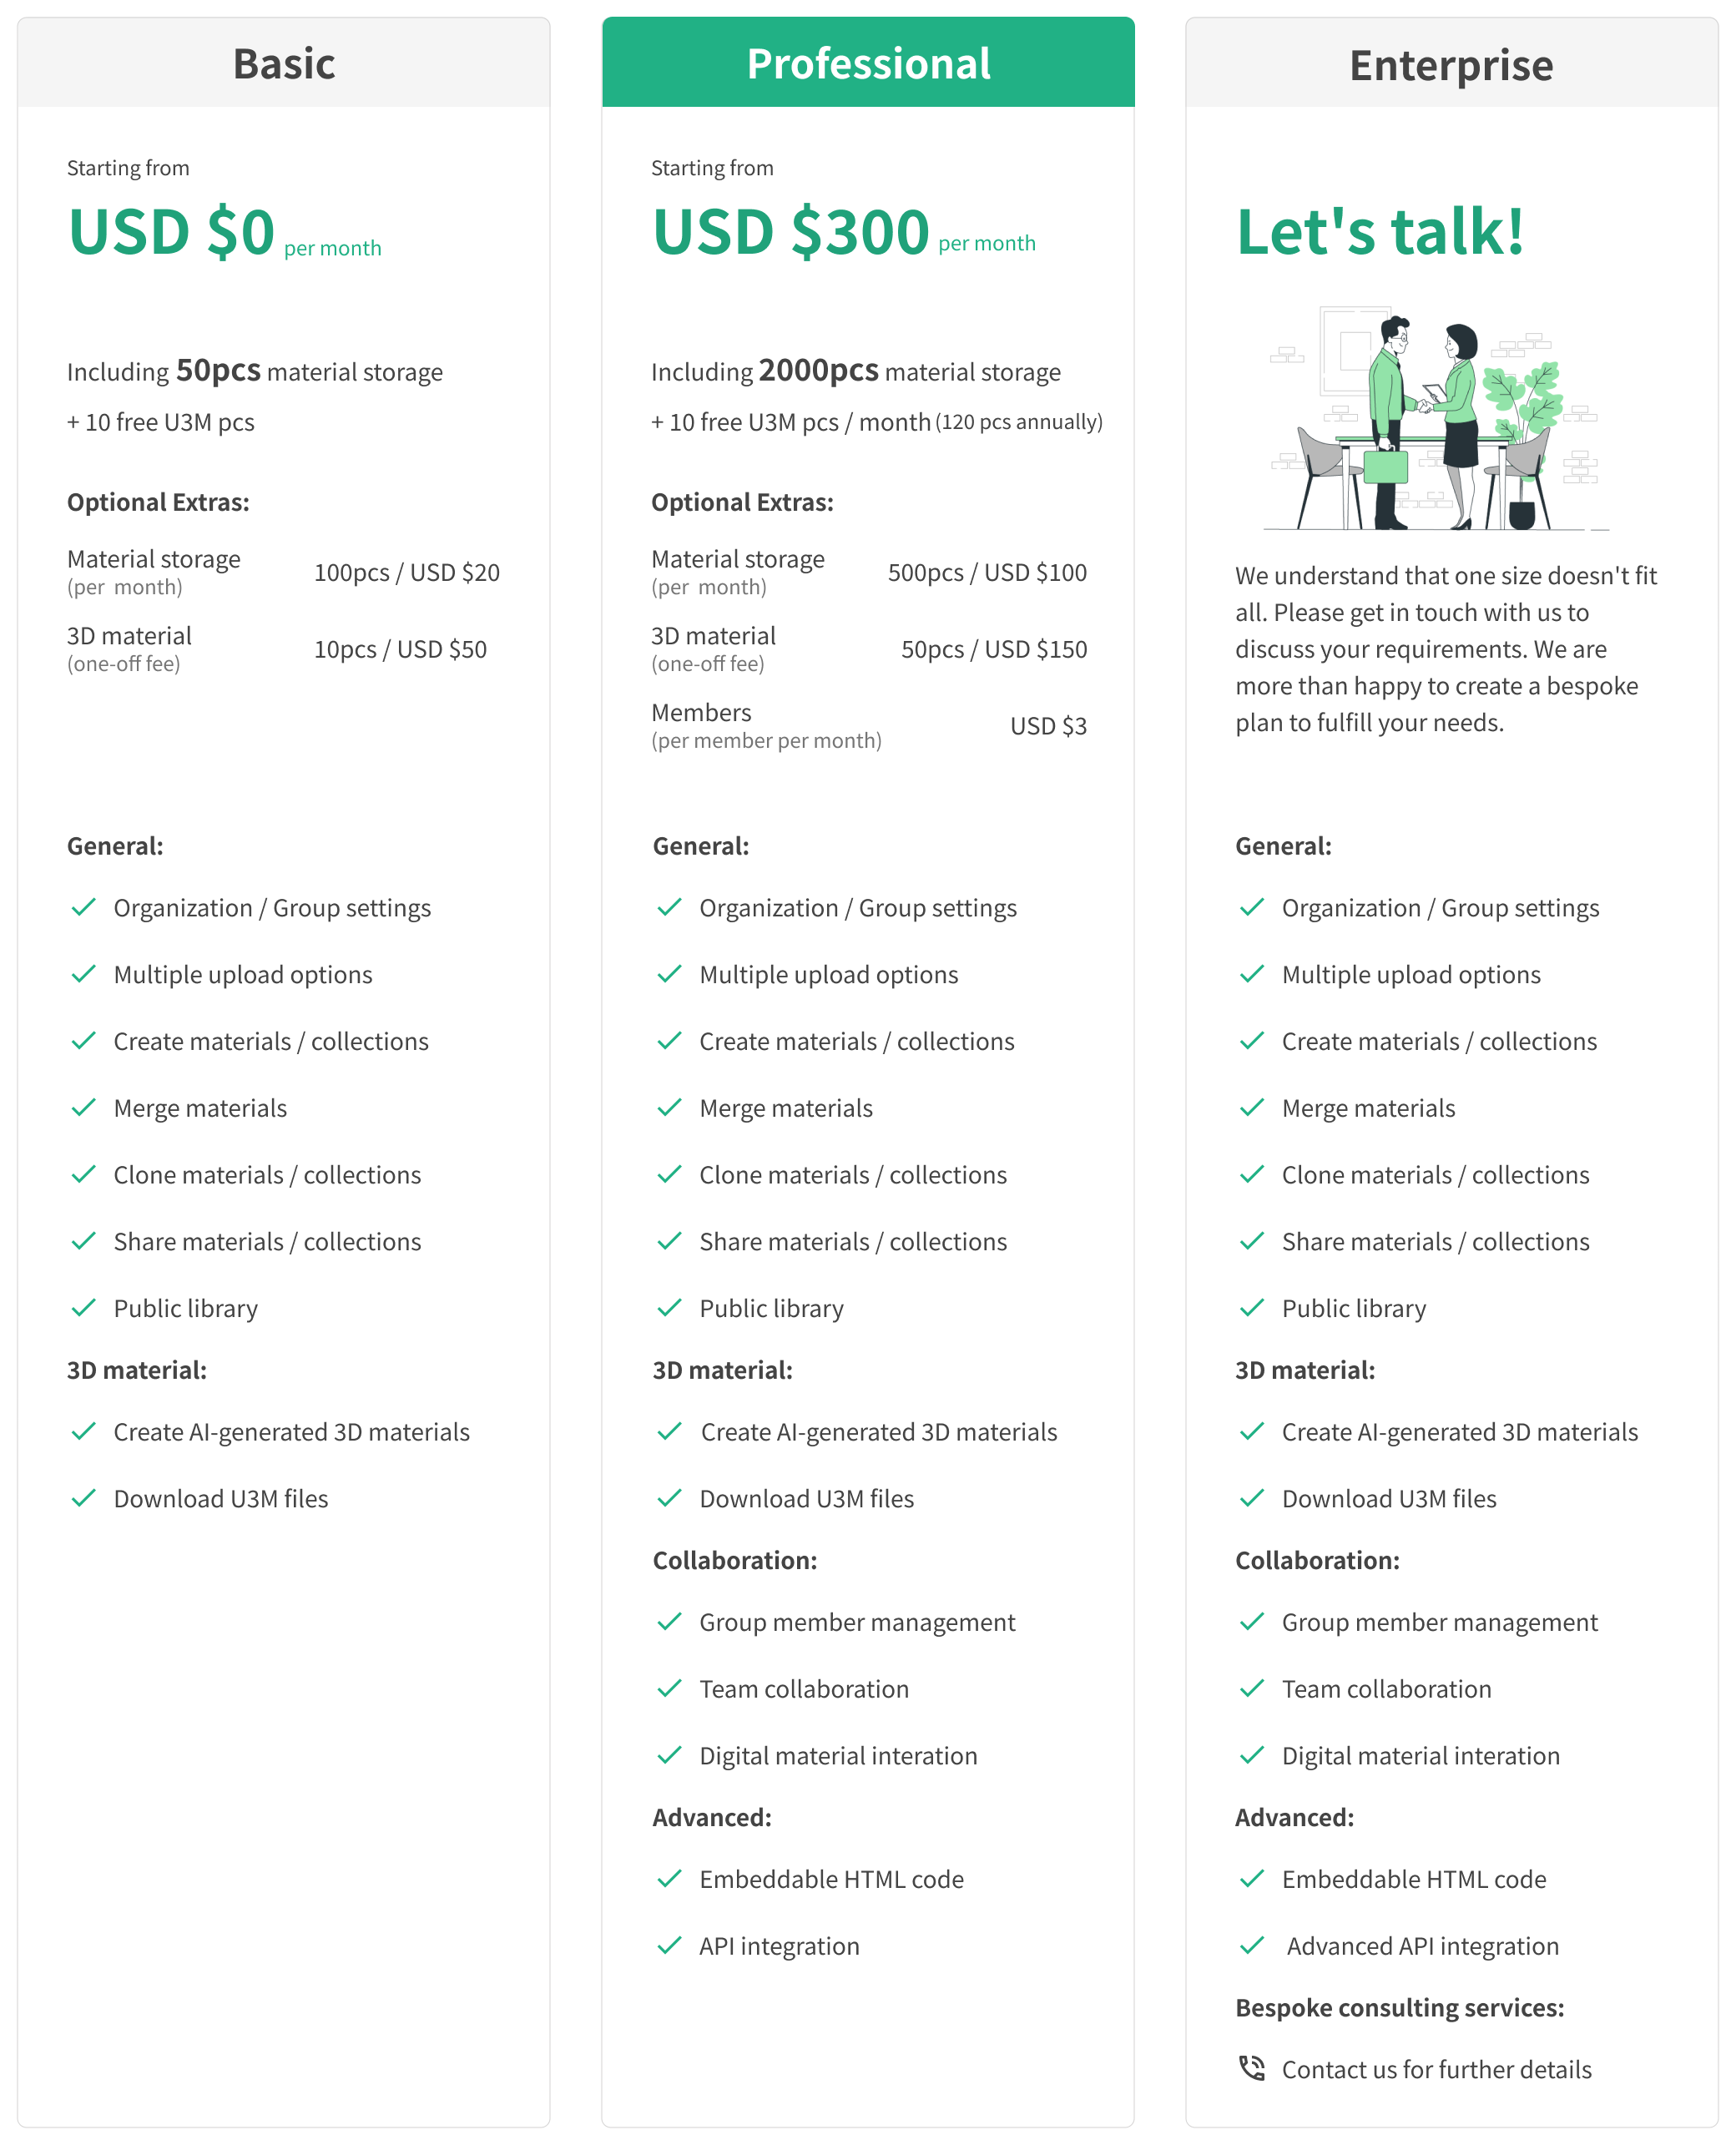 Basic
Starting from
USD $0 per month
Including 50pcs material storage
+ 10 free U3M pcs
Optional Extras:
Material storage
(per month)
100pcs / USD $20
3D material
(one-off fee)
10pcs / USD $50
General:
Organization / Group settings
Multiple upload options
Create materials / collections
Merge materials
Clone materials / collections
Share materials / collections
Public library
3D material:
Create AI-generated 3D materials
Download U3M files
Professional
Starting from
USD $300 per month
Including 2000pcs material storage
+ 10 free U3M pcs / month (120 pcs annually)
Optional Extras:
Material storage
(per month)
500pcs / USD $100
3D material
(one-off fee)
50pcs / USD $150
Members
(per member per month)
USD $3
General:
Organization / Group settings
Multiple upload options
Create materials / collections
Merge materials
Clone materials / collections
Share materials / collections
Public library
3D material:
Create AI-generated 3D materials
Download U3M files
Collaboration:
Group member management
Team collaboration
Digital material interation
Advanced:
Embeddable HTML code
API integration
Enterprise
Let's talk!
We understand that one size doesn't fit
all. Please get in touch with us to
discuss your requirements. We are
more than happy to create a bespoke
plan to fulfill your needs.
General:
Organization / Group settings
Multiple upload options
Create materials / collections
Merge materials
Clone materials / collections
Share materials / collections
Public library
3D material:
Create AI-generated 3D materials
Download U3M files
Collaboration:
Group member management
Team collaboration
Digital material interation
Advanced:
Embeddable HTML code
Advanced API integration
Bespoke consulting services:
Contact us for further details